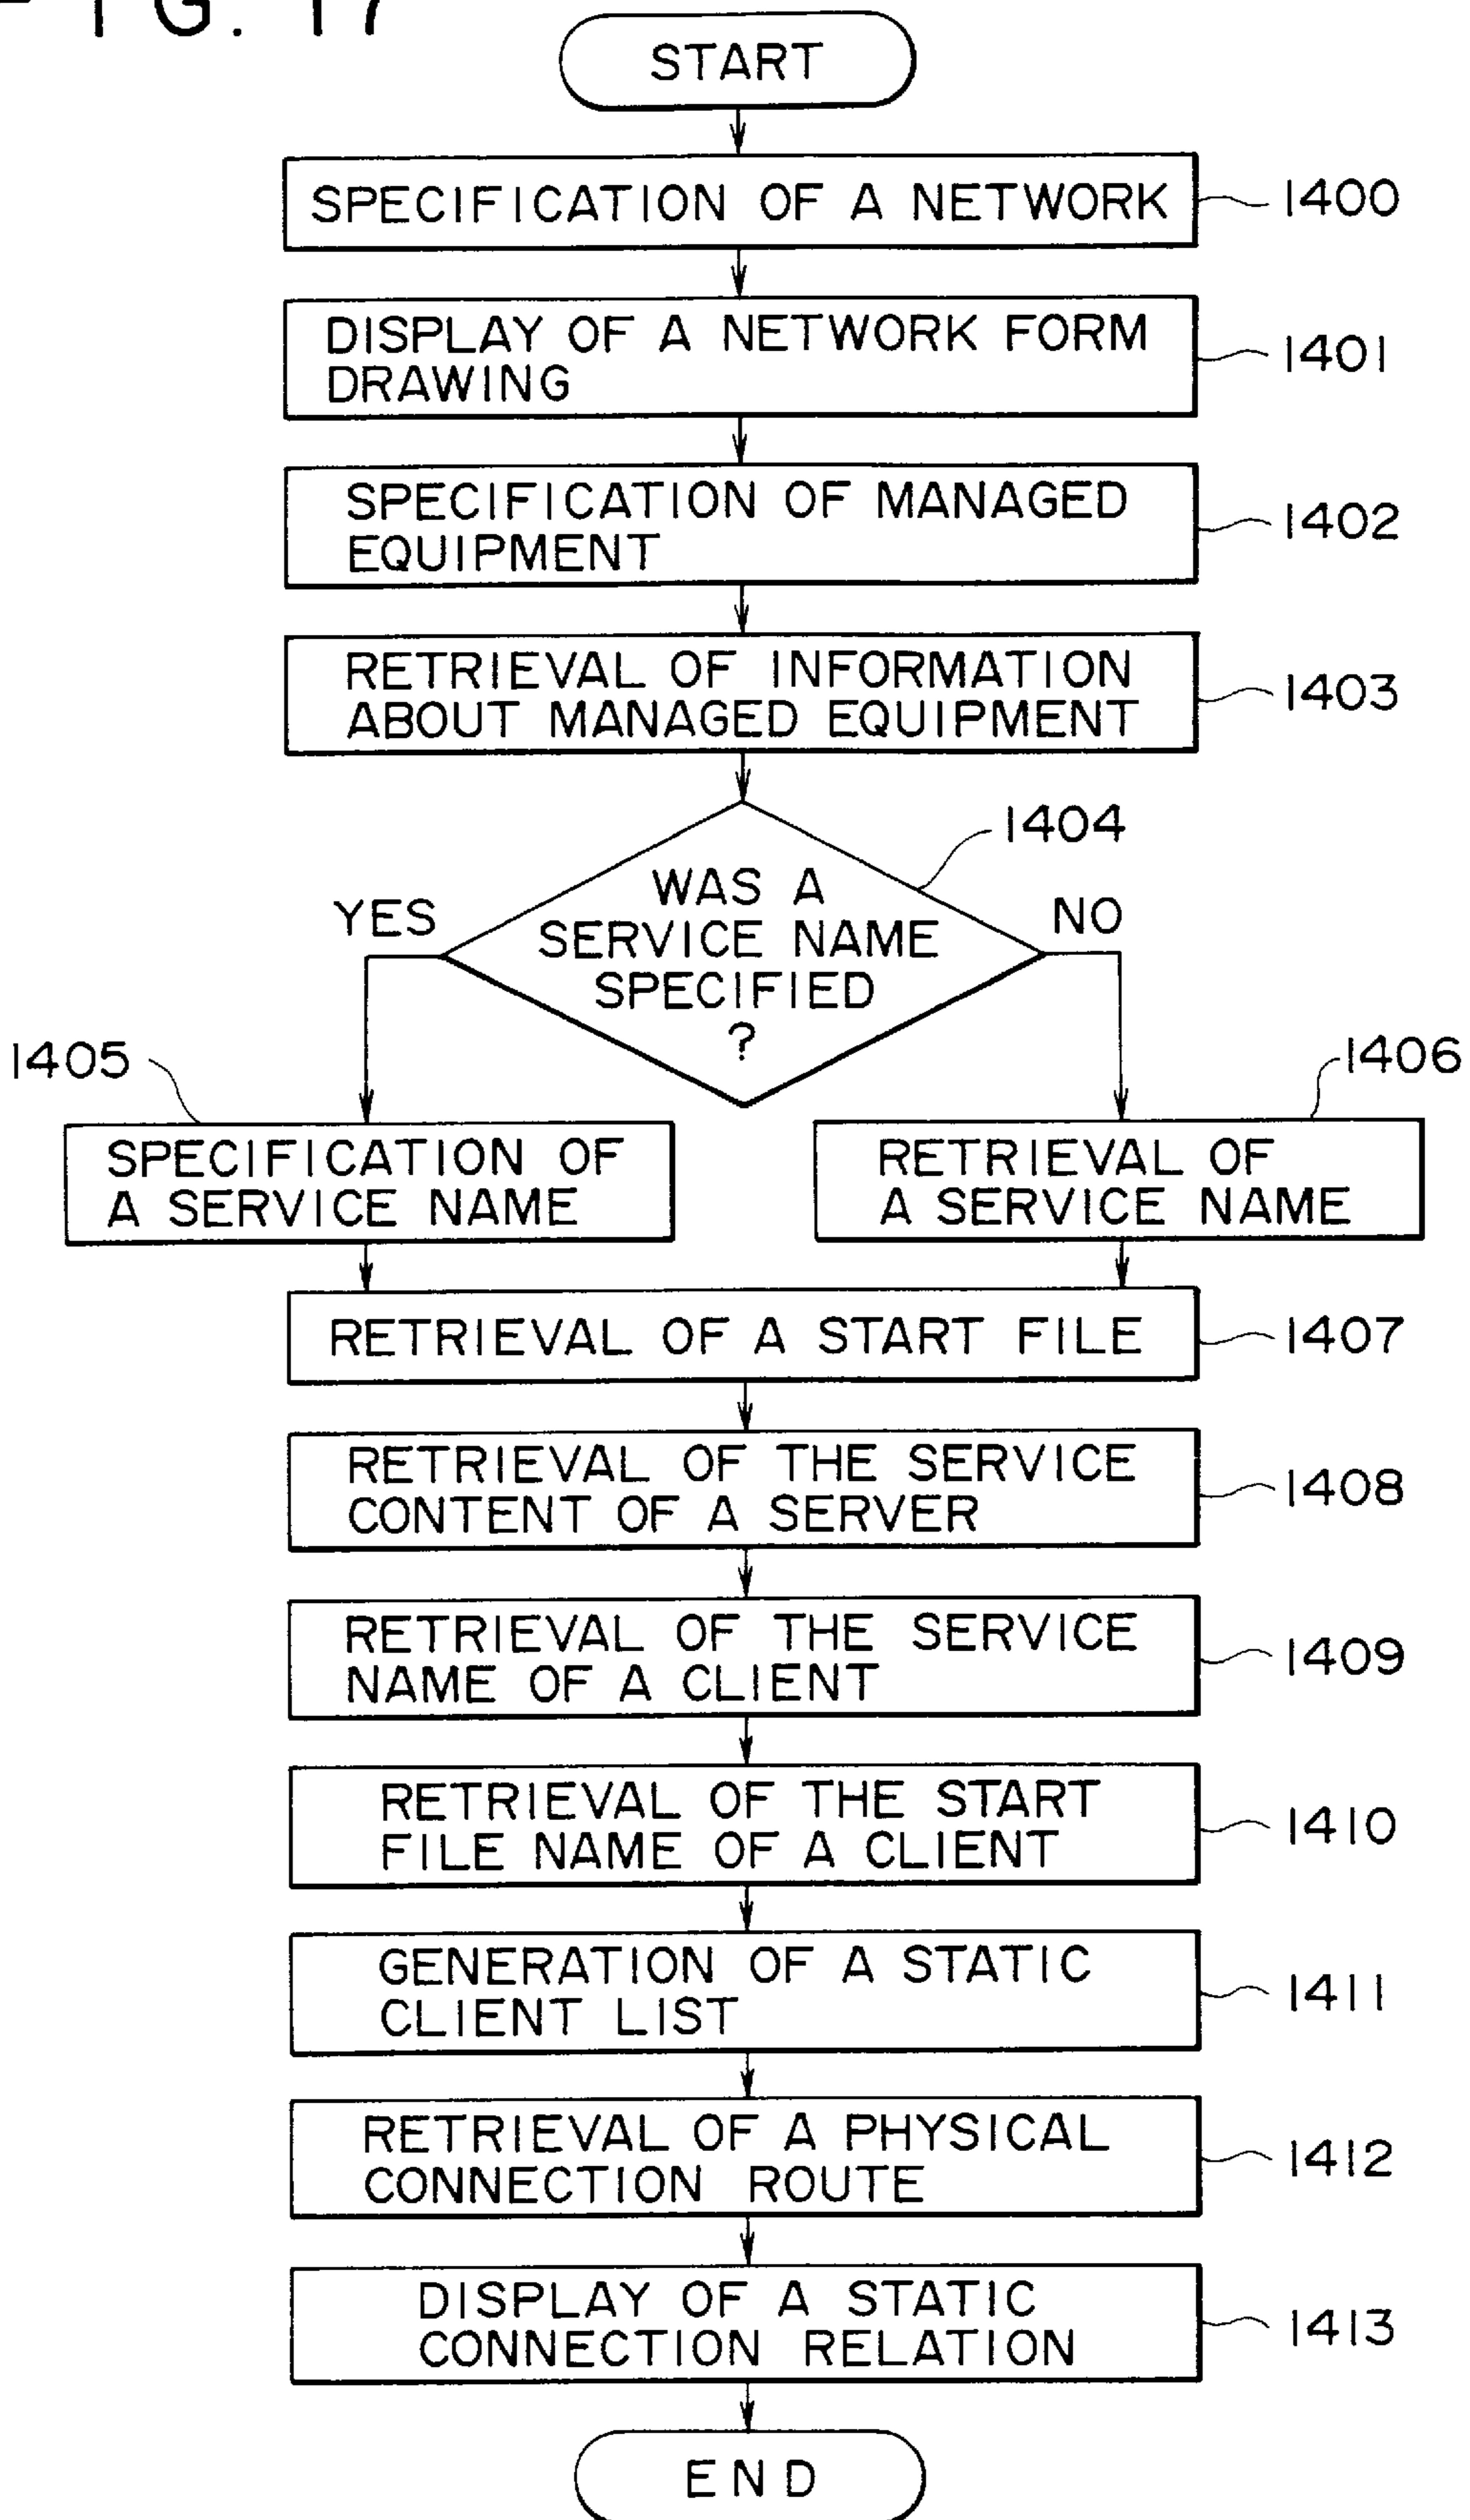 FIG. 17
START
SPECIFICATION OF A NETWORK
1400
DISPLAY OF A NETWORK FORM
DRAWING
1401
SPECIFICATION OF MANAGED
EQUIPMENT
1402
RETRIEVAL OF INFORMATION
ABOUT MANAGED EQUIPMENT
1403
1404
WAS A
SERVICE NAME
SPECIFIED
?
YES
NO
1405
1406
SPECIFICATION OF
A SERVICE NAME
RETRIEVAL OF
A SERVICE NAME
RETRIEVAL OF A START FILE
1407
RETRIEVAL OF THE SERVICE
CONTENT OF A SERVER
1408
RETRIEVAL OF THE SERVICE
NAME OF A CLIENT
1409
RETRIEVAL OF THE START
FILE NAME OF A CLIENT
1410
GENERATION OF A STATIC
CLIENT LIST
1411
RETRIEVAL OF A PHYSICAL
CONNECTION ROUTE
1412
DISPLAY OF A STATIC
CONNECTION RELATION
1413
END